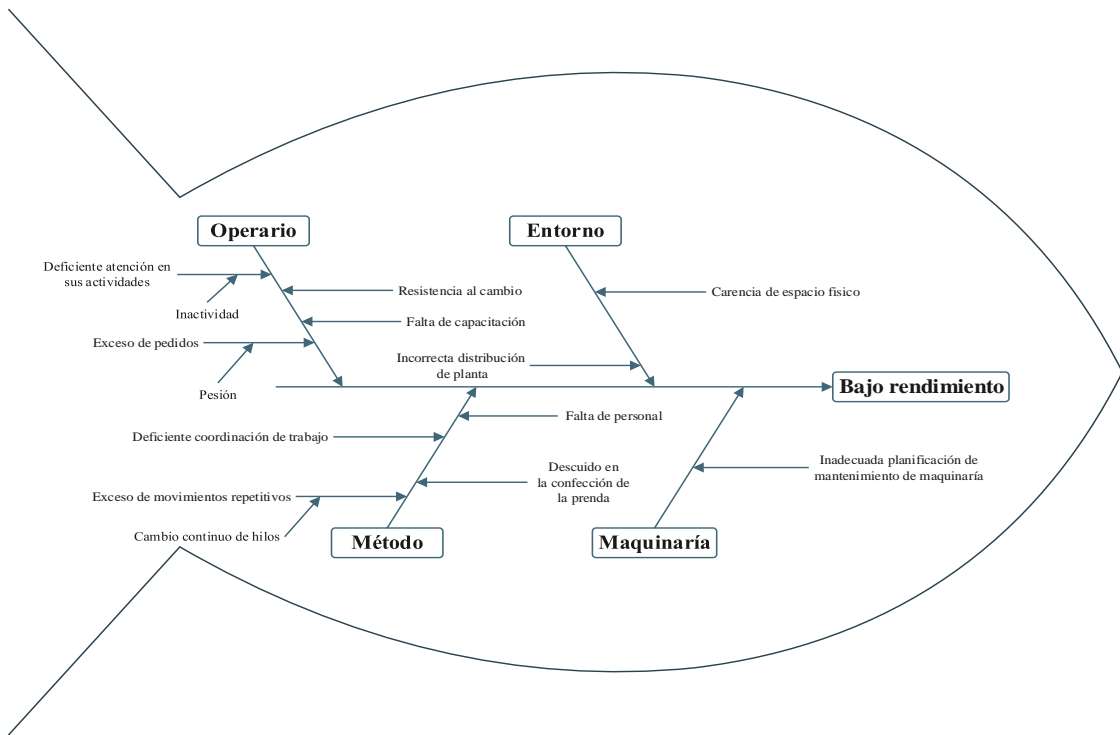 Operario
Entorno
Deficiente atención en
sus actividades
Resistencia al cambio
Carencia de espacio fisico
Inactividad
Falta de capacitación
Exceso de pedidos
Incorrecta distribución
de planta
Pesión
Bajo rendimiento
Falta de personal
Deficiente coordinación de trabajo
Descuido en
la confección de
la prenda
Inadecuada planificación de
mantenimiento de maquinaría
Exceso de movimientos repetitivos
Cambio continuo de hilos
Método
Maquinaría